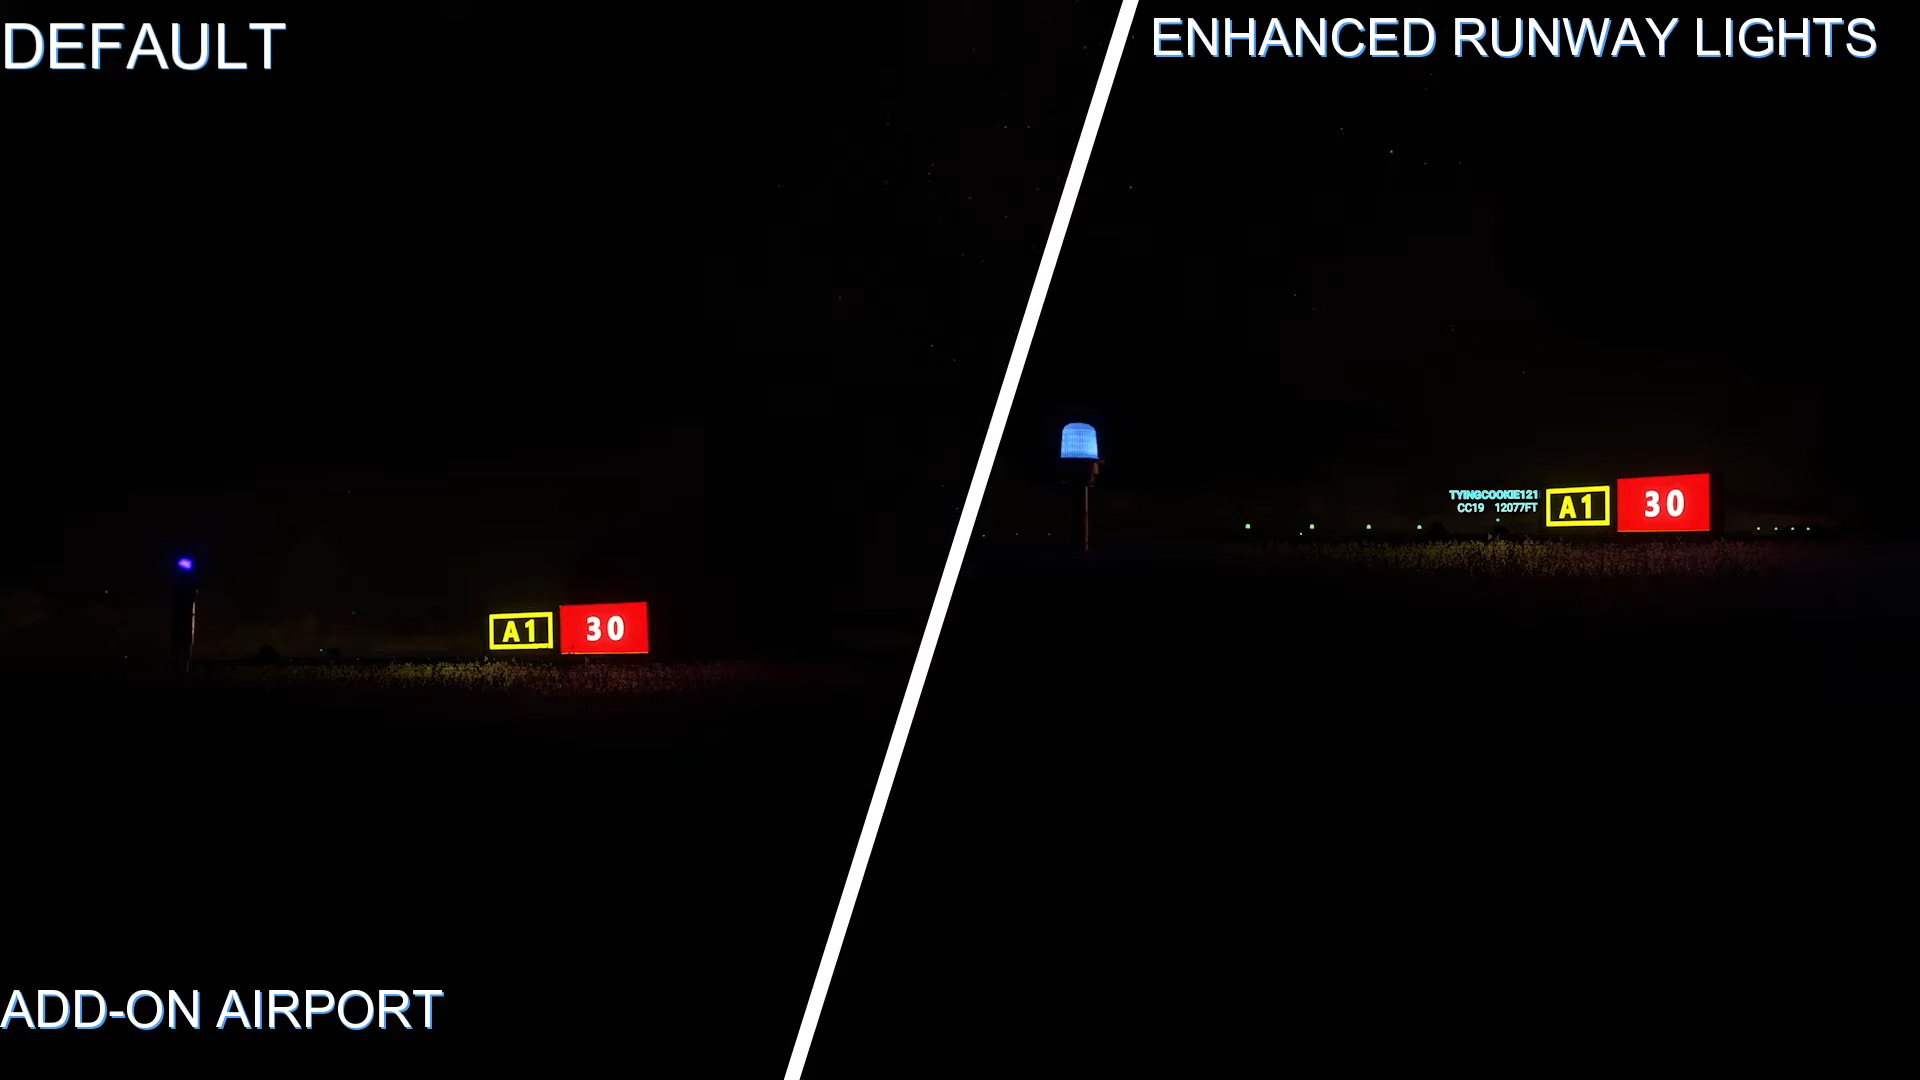 DEFAULT
ENHANCED RUNWAY LIGHTS
TYINGCOOKIE121
CC19 12077FT
A1
30
A1
30
ADD-ON AIRPORT